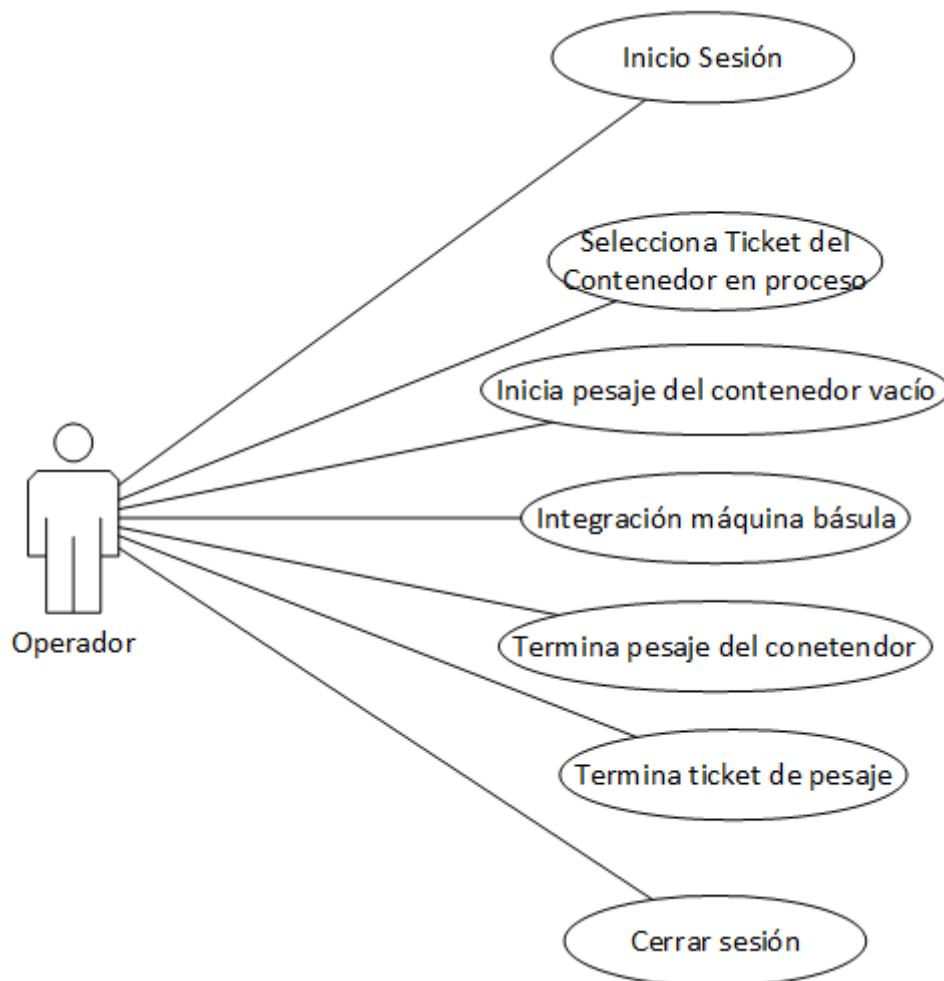 Inicio Sesión
Selecciona Ticket del
Contenedor en proceso
Inicia pesaje del contenedor vacío
Integración máquina básula
Termina pesaje del conetendor
Operador
Termina ticket de pesaje
Cerrar sesión